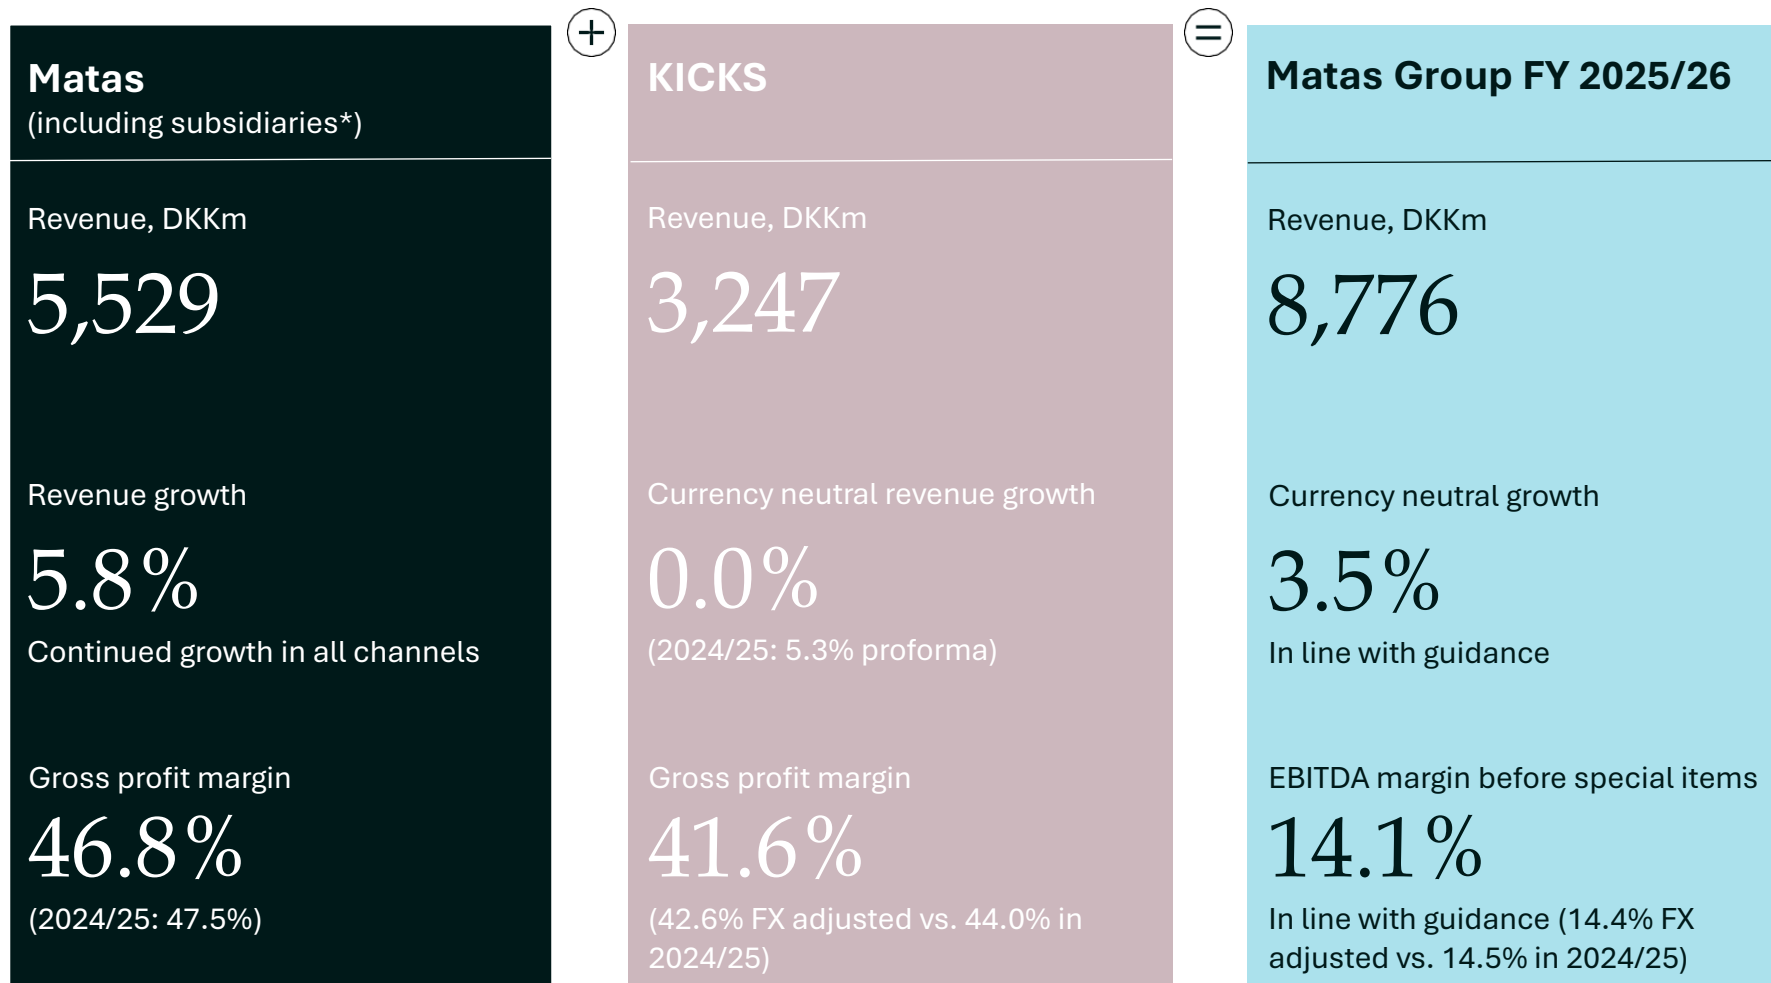 Matas
(including subsidiaries*)
Revenue, DKKm
5,529
Revenue growth
5.8%
Continued growth in all channels
Gross profit margin
46.8%
(2024/25: 47.5%)
+
KICKS
Revenue, DKKm
3,247
Currency neutral revenue growth
0.0%
(2024/25: 5.3% proforma)
Gross profit margin
41.6%
(42.6% FX adjusted vs. 44.0% in
2024/25)
=
Matas Group FY 2025/26
Revenue, DKKm
8,776
Currency neutral growth
3.5%
In line with guidance
EBITDA margin before special items
14.1%
In line with guidance (14.4% FX
adjusted vs. 14.5% in 2024/25)